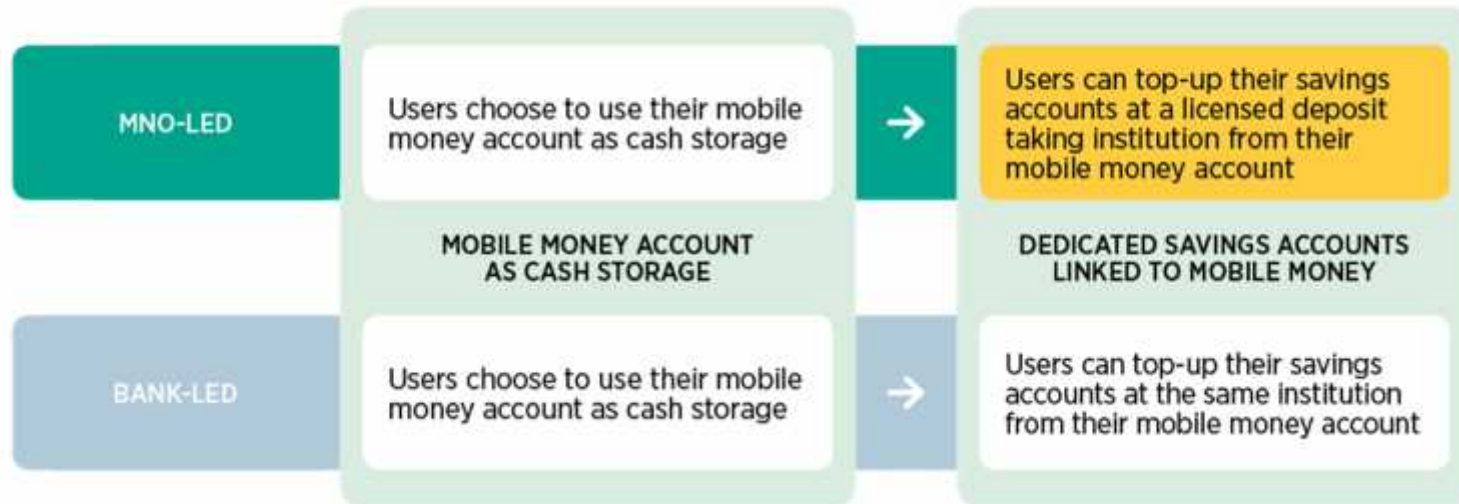 MNO-LED
Users choose to use their mobile
money account as cash storage
→
Users can top-up their savings
accounts at a licensed deposit
taking institution from their
mobile money account
MOBILE MONEY ACCOUNT
AS CASH STORAGE
DEDICATED SAVINGS ACCOUNTS
LINKED TO MOBILE MONEY
BANK-LED
Users choose to use their mobile
money account as cash storage
→
Users can top-up their savings
accounts at the same institution
from their mobile money account